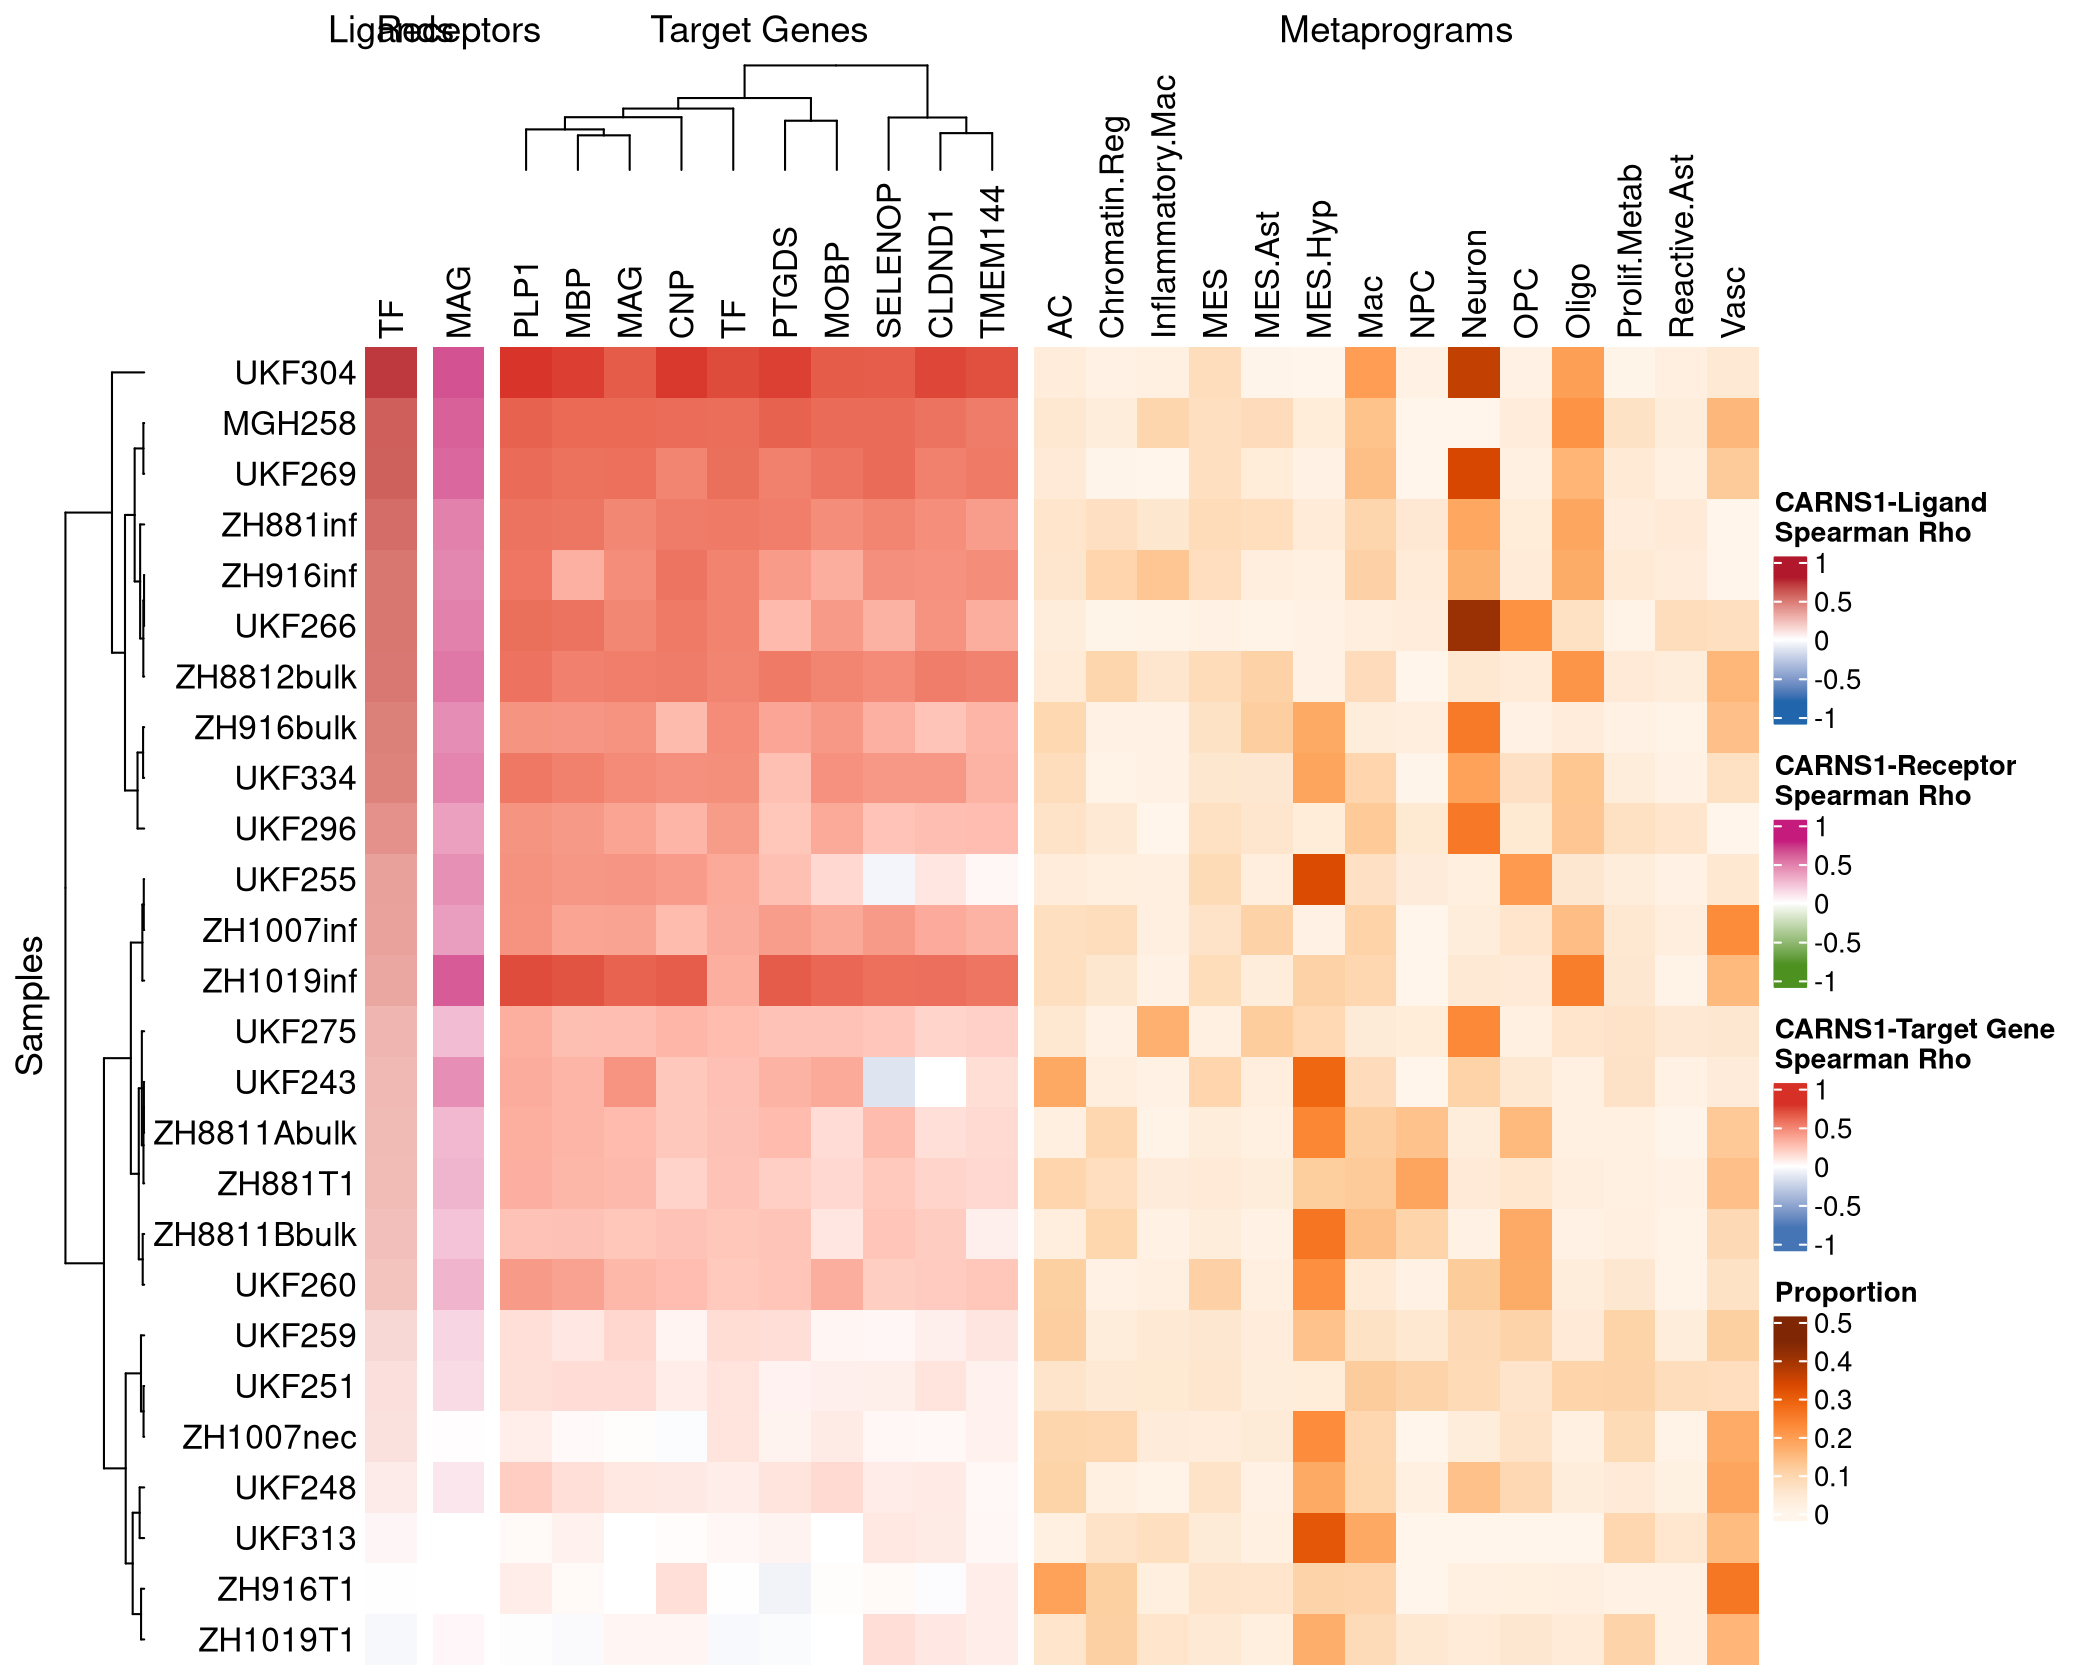 Ligands Receptors Target Genes Metaprograms
TF MAG PLP1 MBP MAG CNP TF PTGDS MOBP SELENOP CLDND1 TMEM144 AC Chromatin.Reg Inflammatory.Mac MES MES.Ast MES.Hyp Mac NPC Neuron OPC Oligo Prolif.Metab Reactive.Ast Vasc
Samples
UKF304
MGH258
UKF269
ZH881inf
ZH916inf
UKF266
ZH8812bulk
ZH916bulk
UKF334
UKF296
UKF255
ZH1007inf
ZH1019inf
UKF275
UKF243
ZH8811Abulk
ZH881T1
ZH8811Bbulk
UKF260
UKF259
UKF251
ZH1007nec
UKF248
UKF313
ZH916T1
ZH1019T1
CARNS1-Ligand
Spearman Rho
1
0.5
0
-0.5
-1
CARNS1-Receptor
Spearman Rho
1
0.5
0
-0.5
-1
CARNS1-Target Gene
Spearman Rho
1
0.5
0
-0.5
-1
Proportion
0.5
0.4
0.3
0.2
0.1
0